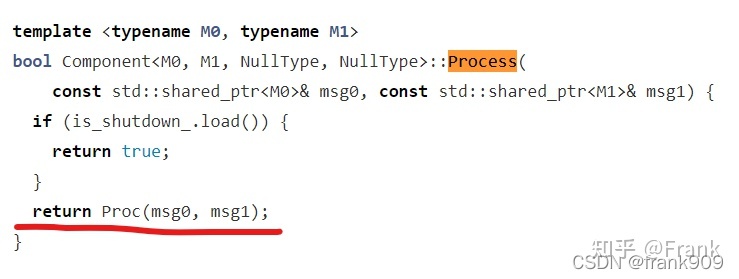 template <typename M0, typename M1>
bool Component<M0, M1, NullType, NullType>::Process(
    const std::shared_ptr<M0>& msg0, const std::shared_ptr<M1>& msg1) {
  if (is_shutdown_.load()) {
    return true;
  }
  return Proc(msg0, msg1);
}
知乎 @Frank
CSDN @frank909